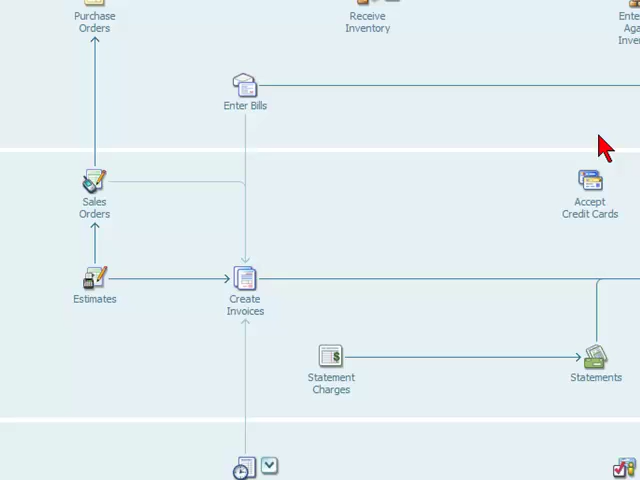 Purchase
Orders
Receive
Inventory
Enter Bills
Sales
Orders
Accept
Credit Cards
Estimates
Create
Invoices
Statement
Charges
Statements